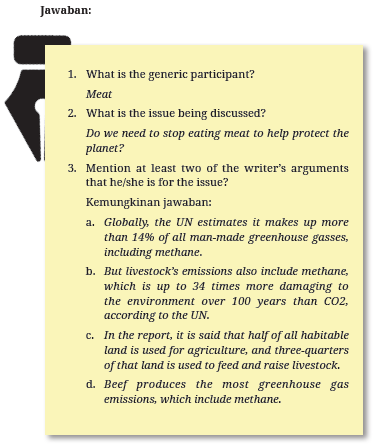 Jawaban:
1. What is the generic participant?
Meat
2. What is the issue being discussed?
Do we need to stop eating meat to help protect the
planet?
3. Mention at least two of the writer's arguments
that he/she is for the issue?
Kemungkinan jawaban:
a. Globally, the UN estimates it makes up more
than 14% of all man-made greenhouse gasses,
including methane.
b. But livestock's emissions also include methane,
which is up to 34 times more damaging to
the environment over 100 years than CO2,
according to the UN.
c. In the report, it is said that half of all habitable
land is used for agriculture, and three-quarters
of that land is used to feed and raise livestock.
d. Beef produces the most greenhouse gas
emissions, which include methane.